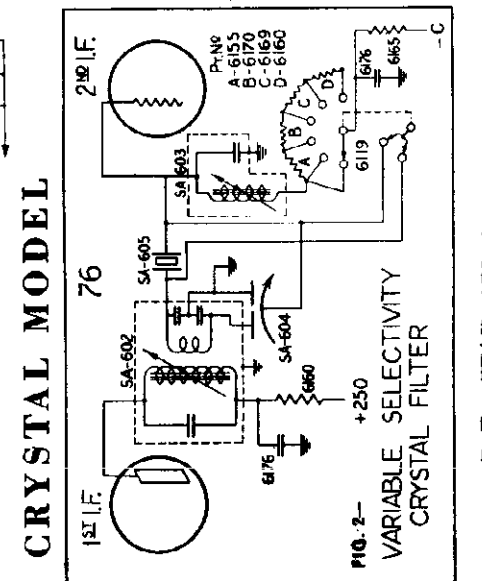 CRYSTAL MODEL
76
1ST I.F.
2ND I.F.
SA-602
SA-605
SA-603
SA-604
Pt.Nº
A-6155
B-6170
C-6169
D-6160
A
B
C
D
6119
6176
6165
-C
6176
6160
+250
FIG. 2—
VARIABLE SELECTIVITY
CRYSTAL FILTER